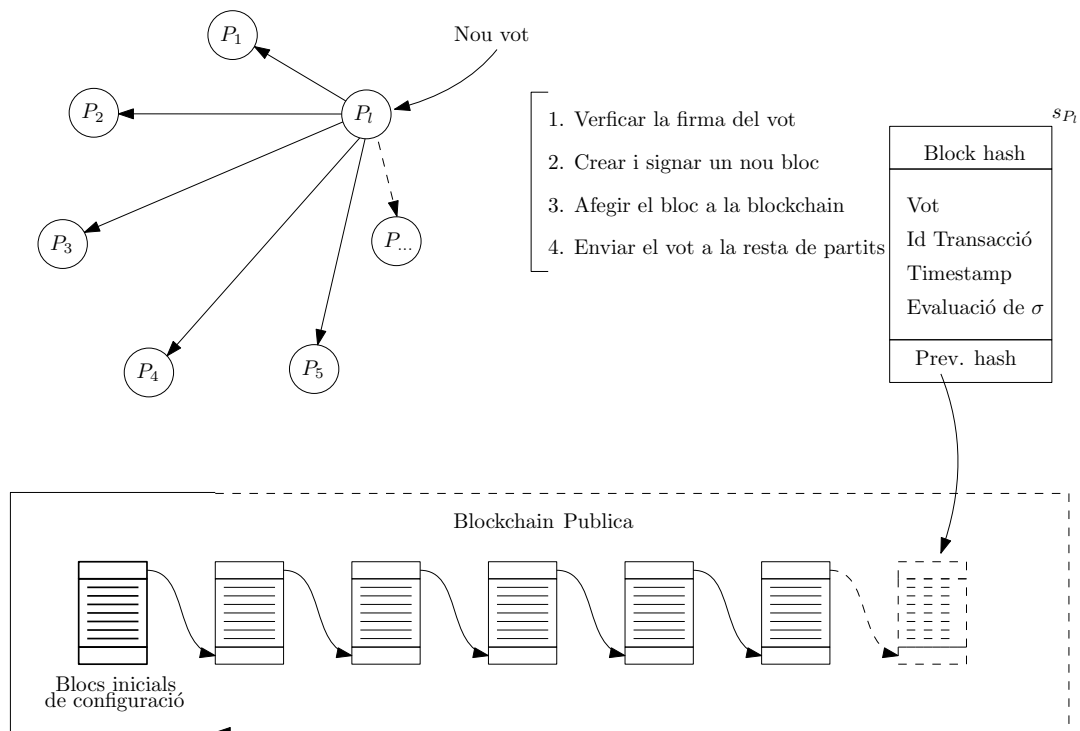 P1
Nou vot
P2
Pl
P3
P...
P4
P5
1. Verficar la firma del vot
2. Crear i signar un nou bloc
3. Afegir el bloc a la blockchain
4. Enviar el vot a la resta de partits
sPl
Block hash
Vot
Id Transacció
Timestamp
Evaluació de σ
Prev. hash
Blockchain Publica
Blocs inicials
de configuració